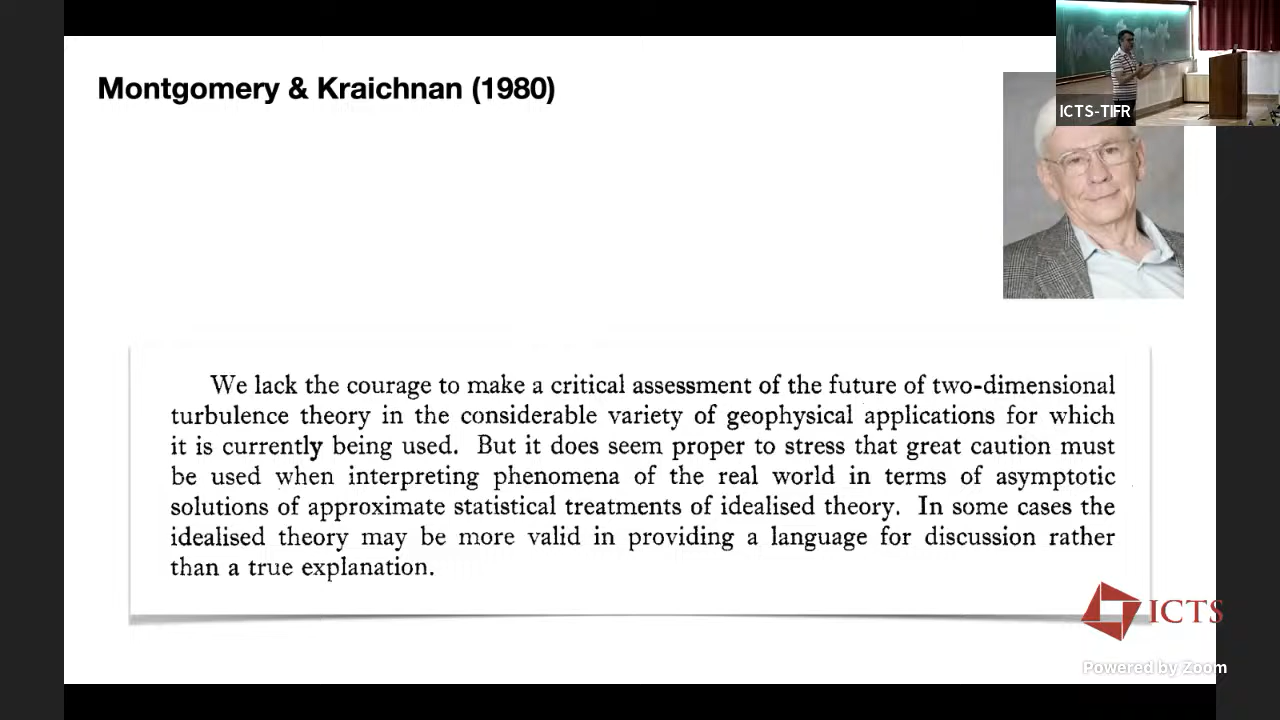 Montgomery & Kraichnan (1980)
ICTS-TIFR
We lack the courage to make a critical assessment of the future of two-dimensional
turbulence theory in the considerable variety of geophysical applications for which
it is currently being used. But it does seem proper to stress that great caution must
be used when interpreting phenomena of the real world in terms of asymptotic
solutions of approximate statistical treatments of idealised theory. In some cases the
idealised theory may be more valid in providing a language for discussion rather
than a true explanation.
ICTS
Powered by Zoom